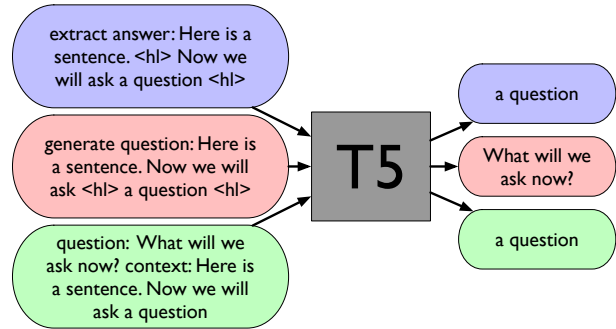 extract answer: Here is a
sentence. <hl> Now we
will ask a question <hl>
generate question: Here is
a sentence. Now we will
ask <hl> a question <hl>
question: What will we
ask now? context: Here is
a sentence. Now we will
ask a question
T5
a question
What will we
ask now?
a question